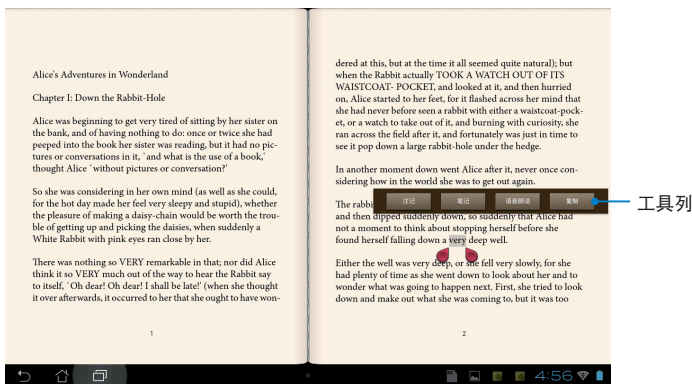 Alice's Adventures in Wonderland
Chapter I: Down the Rabbit-Hole
Alice was beginning to get very tired of sitting by her sister on
the bank, and of having nothing to do: once or twice she had
peeped into the book her sister was reading, but it had no pic-
tures or conversations in it, `and what is the use of a book,'
thought Alice `without pictures or conversation?'
So she was considering in her own mind (as well as she could,
for the hot day made her feel very sleepy and stupid), whether
the pleasure of making a daisy-chain would be worth the trou-
ble of getting up and picking the daisies, when suddenly a
White Rabbit with pink eyes ran close by her.
There was nothing so VERY remarkable in that; nor did Alice
think it so VERY much out of the way to hear the Rabbit say
to itself, `Oh dear! Oh dear! I shall be late!' (when she thought
it over afterwards, it occurred to her that she ought to have won-
1
dered at this, but at the time it all seemed quite natural); but
when the Rabbit actually TOOK A WATCH OUT OF ITS
WAISTCOAT- POCKET, and looked at it, and then hurried
on, Alice started to her feet, for it flashed across her mind that
she had never before seen a rabbit with either a waistcoat-pock-
et, or a watch to take out of it, and burning with curiosity, she
ran across the field after it, and fortunately was just in time to
see it pop down a large rabbit-hole under the hedge.
In another moment down went Alice after it, never once con-
sidering how in the world she was to get out again.
The rabbi
注记 笔记 语音朗读 复制
工具列
and then dipped suddenly down, so suddenly that Alice had
not a moment to think about stopping herself before she
found herself falling down a very deep well.
Either the well was very deep, or she fell very slowly, for she
had plenty of time as she went down to look about her and to
wonder what was going to happen next. First, she tried to look
down and make out what she was coming to, but it was too
2
4:56